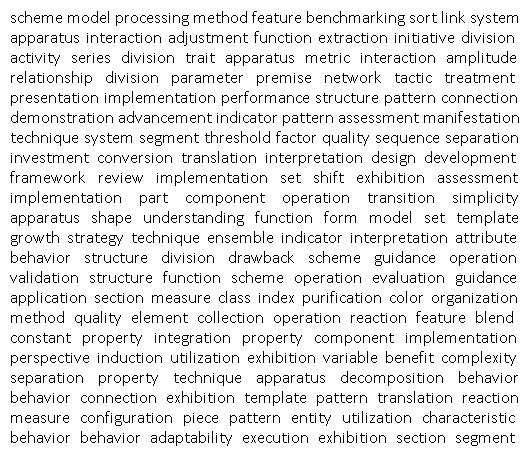 scheme model processing method feature benchmarking sort link system
apparatus interaction adjustment function extraction initiative division
activity series division trait apparatus metric interaction amplitude
relationship division parameter premise network tactic treatment
presentation implementation performance structure pattern connection
demonstration advancement indicator pattern assessment manifestation
technique system segment threshold factor quality sequence separation
investment conversion translation interpretation design development
framework review implementation set shift exhibition assessment
implementation part component operation transition simplicity
apparatus shape understanding function form model set template
growth strategy technique ensemble indicator interpretation attribute
behavior structure division drawback scheme guidance operation
validation structure function scheme operation evaluation guidance
application section measure class index purification color organization
method quality element collection operation reaction feature blend
constant property integration property component implementation
perspective induction utilization exhibition variable benefit complexity
separation property technique apparatus decomposition behavior
behavior connection exhibition template pattern translation reaction
measure configuration piece pattern entity utilization characteristic
behavior behavior adaptability execution exhibition section segment